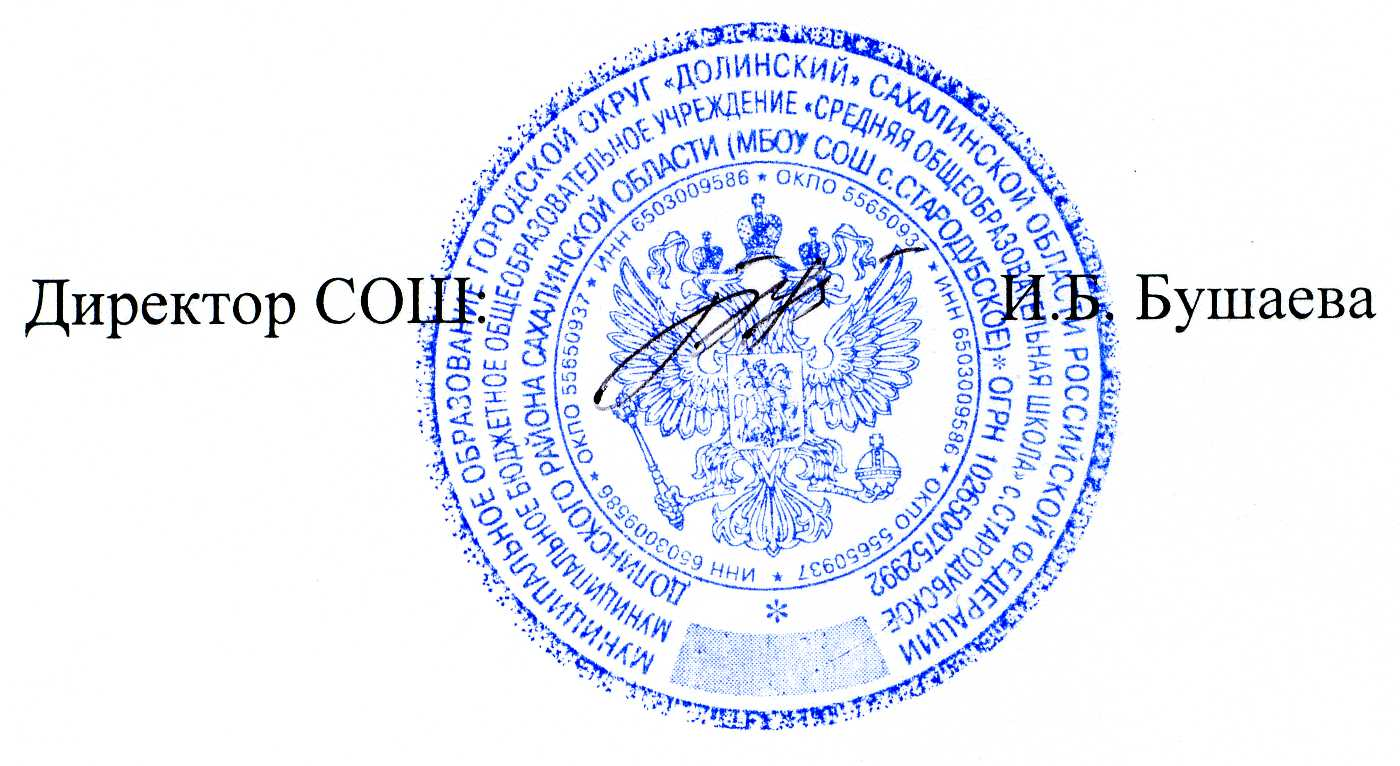 Директор СОШ: И.Б. Бушаева
МУНИЦИПАЛЬНОЕ ОБРАЗОВАНИЕ ГОРОДСКОЙ ОКРУГ «ДОЛИНСКИЙ» САХАЛИНСКОЙ ОБЛАСТИ РОССИЙСКОЙ ФЕДЕРАЦИИ
МУНИЦИПАЛЬНОЕ БЮДЖЕТНОЕ ОБЩЕОБРАЗОВАТЕЛЬНОЕ УЧРЕЖДЕНИЕ «СРЕДНЯЯ ОБЩЕОБРАЗОВАТЕЛЬНАЯ ШКОЛА» с. СТАРОДУБСКОЕ
ДОЛИНСКОГО РАЙОНА САХАЛИНСКОЙ ОБЛАСТИ (МБОУ СОШ с.СТАРОДУБСКОЕ) * ОГРН 1026500752992
* ИНН 6503009586 * ОКПО 55650937 * ИНН 6503009586 * ОКПО 55650937 * ИНН 6503009586 * ОКПО 55650937